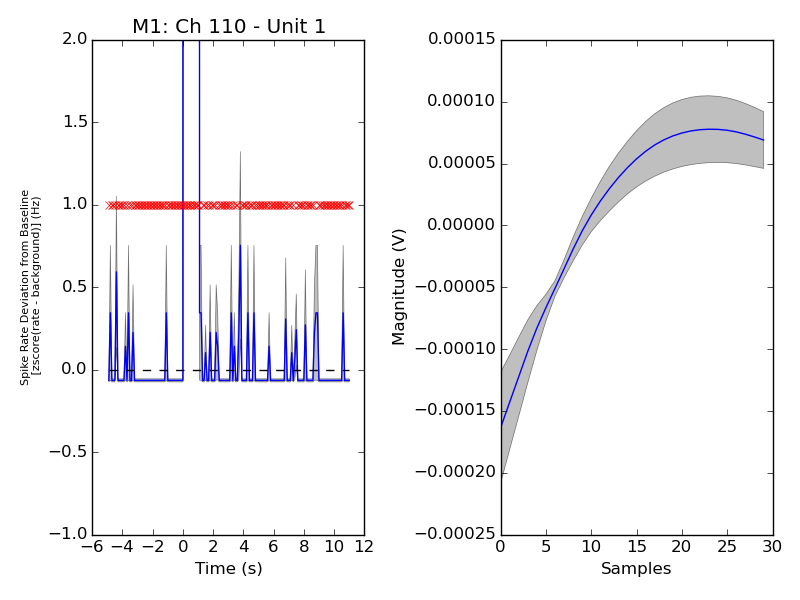 M1: Ch 110 - Unit 1
2.0
1.5
1.0
0.5
0.0
−0.5
−1.0
−6 −4 −2 0 2 4 6 8 10 12
Time (s)
Spike Rate Deviation from Baseline
[zscore(rate - background)] (Hz)
0.00015
0.00010
0.00005
0.00000
−0.00005
−0.00010
−0.00015
−0.00020
−0.00025
0 5 10 15 20 25 30
Samples
Magnitude (V)